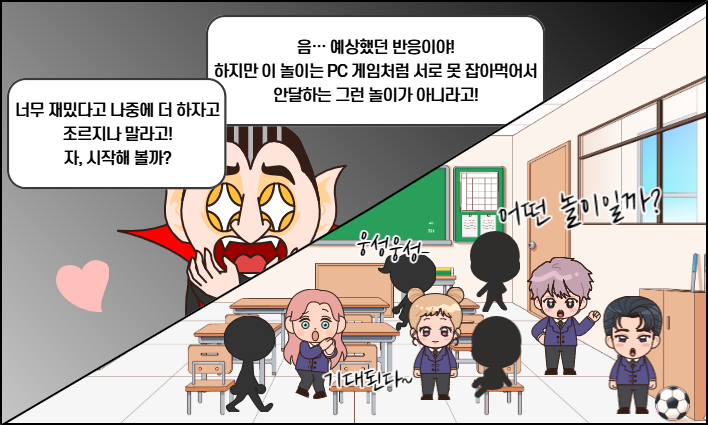 음… 예상했던 반응이야!
하지만 이 놀이는 PC 게임처럼 서로 못 잡아먹어서
안달하는 그런 놀이가 아니라고!
너무 재밌다고 나중에 더 하자고
조르지나 말라고!
자, 시작해 볼까?
어떤 놀이일까?
웅성웅성~
기대된다~